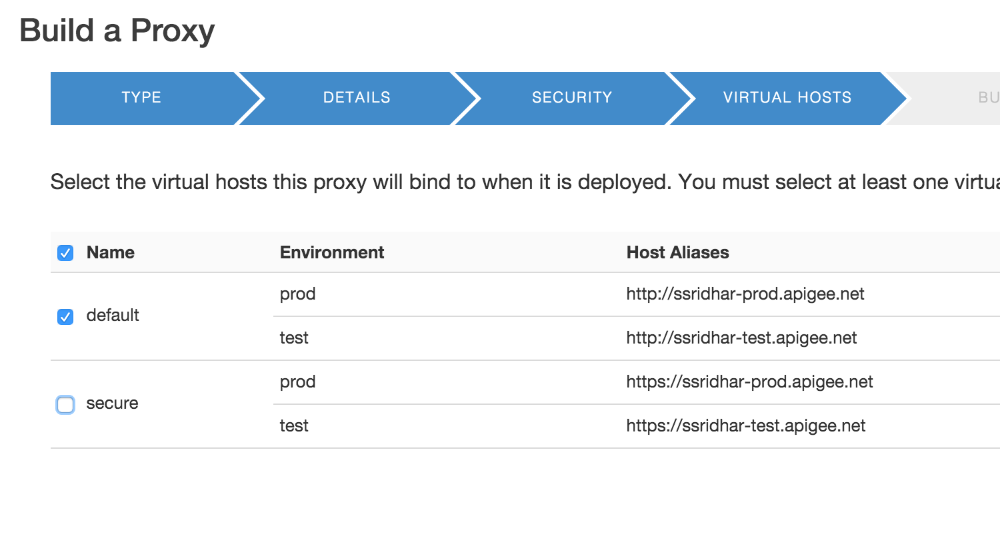 Build a Proxy
TYPE DETAILS SECURITY VIRTUAL HOSTS BU
Select the virtual hosts this proxy will bind to when it is deployed. You must select at least one virtua
Name Environment Host Aliases
default
prod http://ssridhar-prod.apigee.net
test http://ssridhar-test.apigee.net
secure
prod https://ssridhar-prod.apigee.net
test https://ssridhar-test.apigee.net